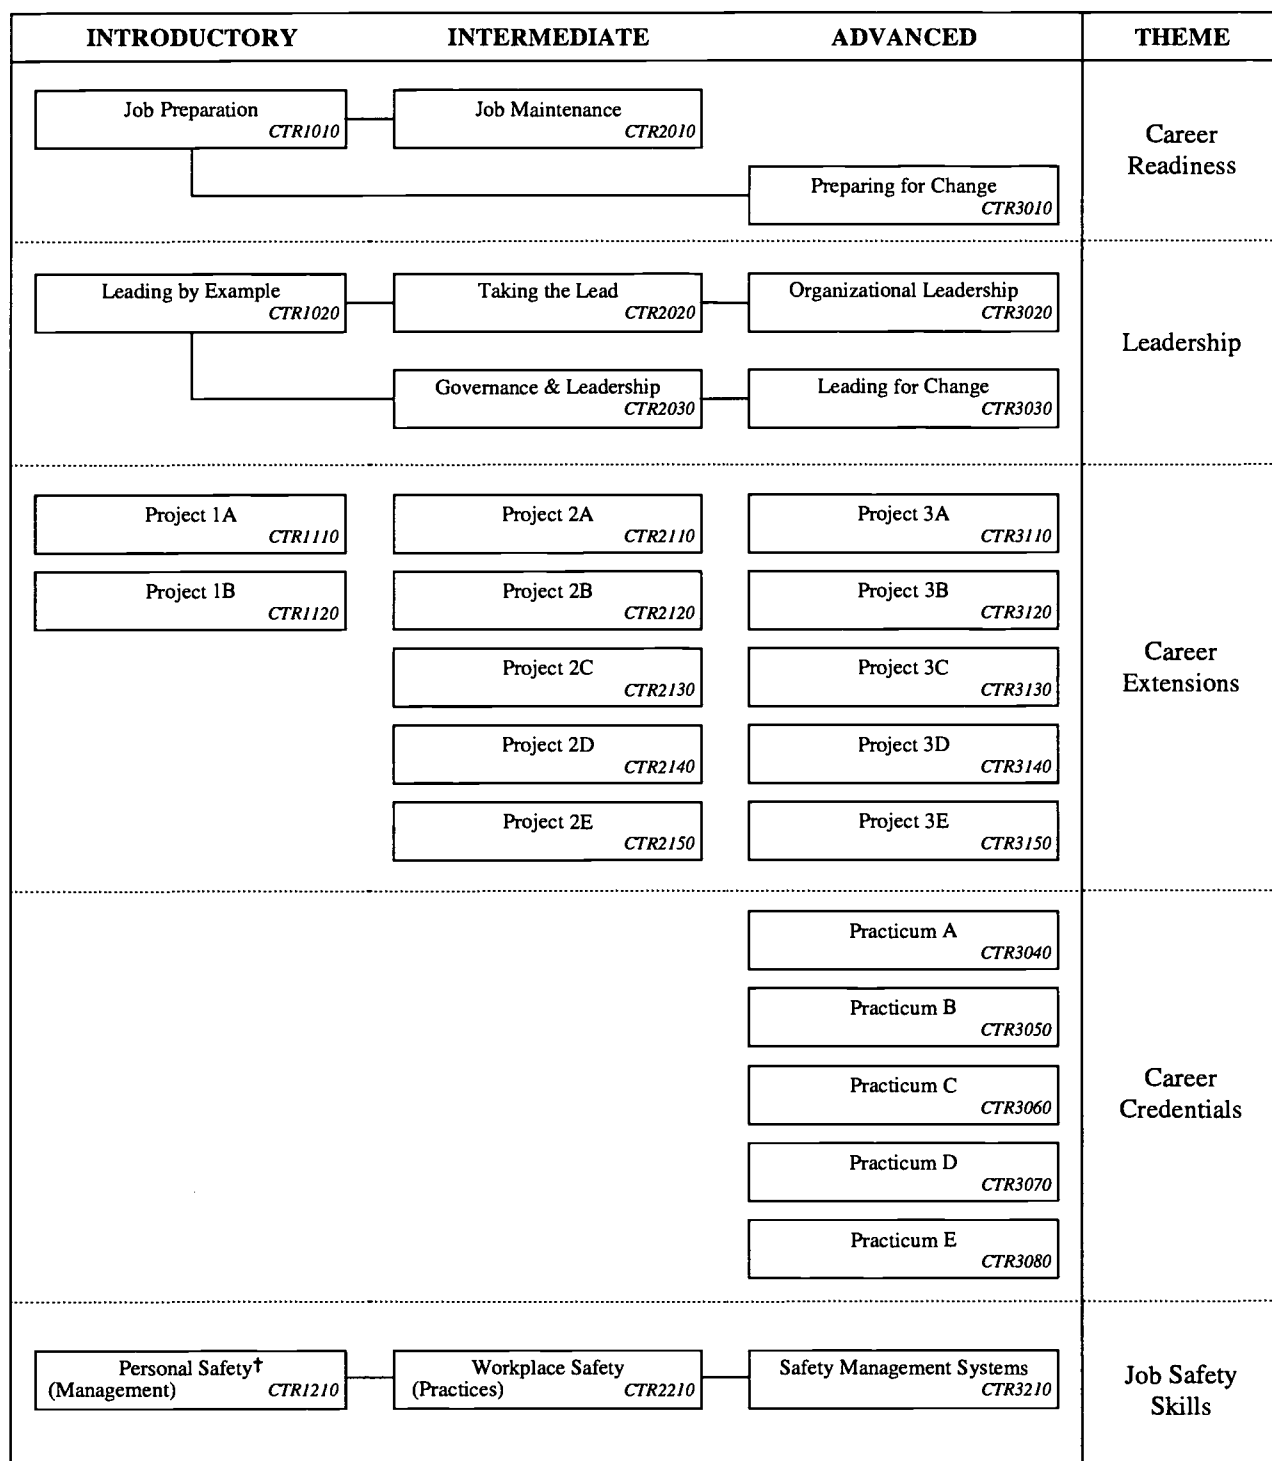 INTRODUCTORY INTERMEDIATE ADVANCED THEME
Job Preparation
CTR1010
Job Maintenance
CTR2010
Preparing for Change
CTR3010
Career
Readiness
Leading by Example
CTR1020
Taking the Lead
CTR2020
Organizational Leadership
CTR3020
Governance & Leadership
CTR2030
Leading for Change
CTR3030
Leadership
Project 1A
CTR1110
Project 2A
CTR2110
Project 3A
CTR3110
Project 1B
CTR1120
Project 2B
CTR2120
Project 3B
CTR3120
Project 2C
CTR2130
Project 3C
CTR3130
Project 2D
CTR2140
Project 3D
CTR3140
Project 2E
CTR2150
Project 3E
CTR3150
Career
Extensions
Practicum A
CTR3040
Practicum B
CTR3050
Practicum C
CTR3060
Practicum D
CTR3070
Practicum E
CTR3080
Career
Credentials
Personal Safety†
(Management) CTR1210
Workplace Safety
(Practices) CTR2210
Safety Management Systems
CTR3210
Job Safety
Skills